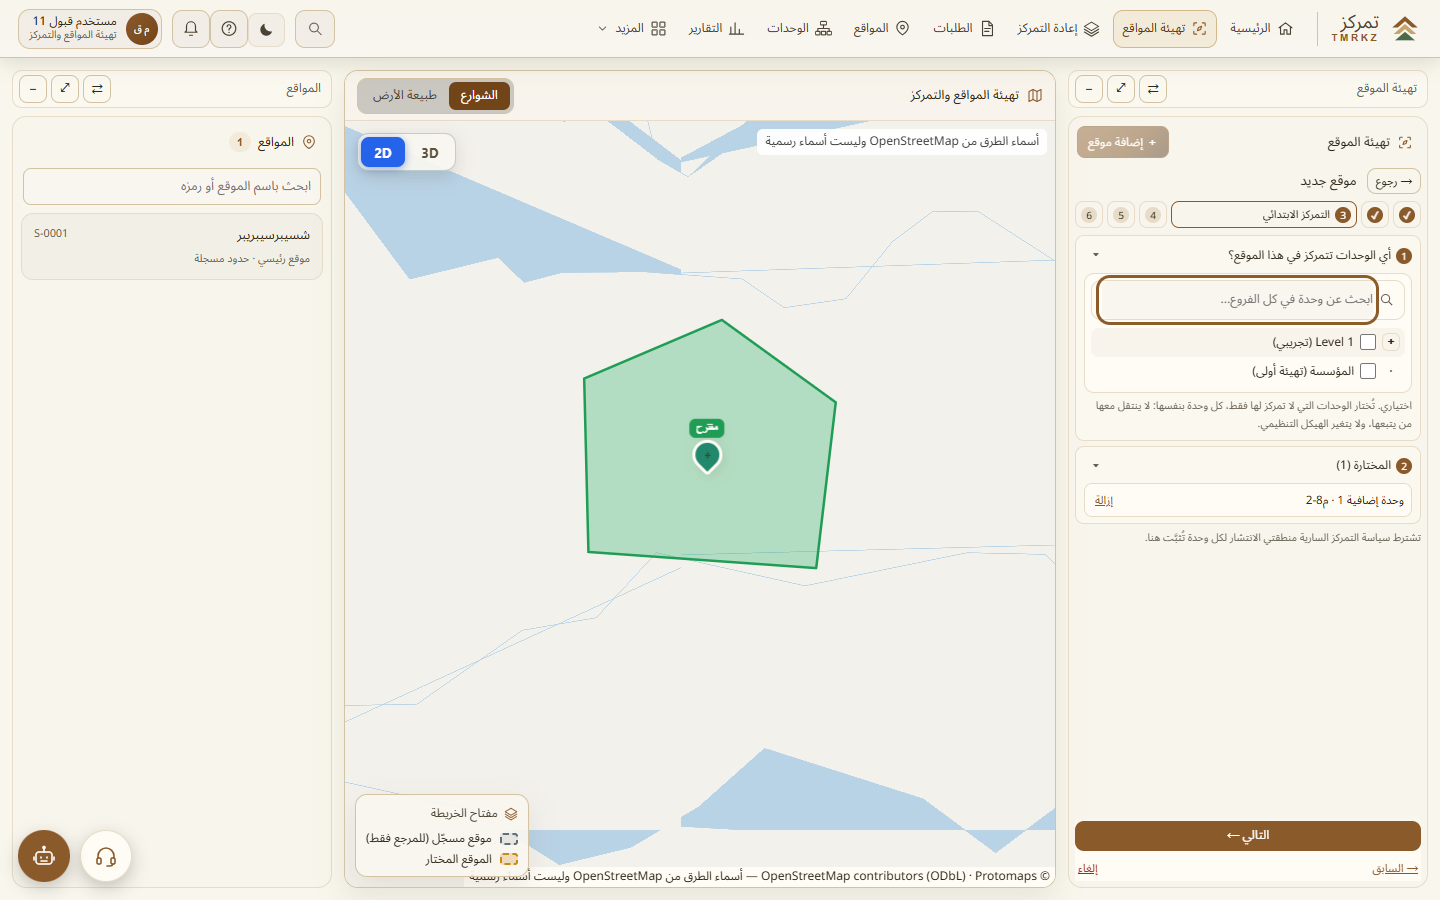 تمركز
TMRKZ
الرئيسية
تهيئة المواقع
إعادة التمركز
الطلبات
المواقع
الوحدات
التقارير
المزيد
مستخدم قبول 11
تهيئة المواقع والتمركز
م ق
تهيئة الموقع
تهيئة الموقع
+ إضافة موقع
→ رجوع
موقع جديد
3 التمركز الابتدائي
4
5
6
1 أي الوحدات تتمركز في هذا الموقع؟
ابحث عن وحدة في كل الفروع...
+ Level 1 (تجريبي)
· المؤسسة (تهيئة أولى)
اختياري. تُختار الوحدات التي لا تمركز لها فقط، كل وحدة بنفسها؛ لا ينتقل معها
من يتبعها، ولا يتغير الهيكل التنظيمي.
2 المختارة (1)
وحدة إضافية 1 · م8-2
إزالة
تشترط سياسة التمركز السارية منطقتي الانتشار لكل وحدة تُثبَّت هنا.
التالي ←
→ السابق
إلغاء
تهيئة المواقع والتمركز
الشوارع
طبيعة الأرض
أسماء الطرق من OpenStreetMap وليست أسماء رسمية
2D
3D
مقترح
مفتاح الخريطة
موقع مسجّل (للمرجع فقط)
الموقع المختار
© OpenStreetMap contributors (ODbL) · Protomaps — أسماء الطرق من OpenStreetMap وليست أسماء رسمية
المواقع
المواقع 1
ابحث باسم الموقع أو رمزه
شسيبرسيبريبر
S-0001
موقع رئيسي · حدود مسجلة